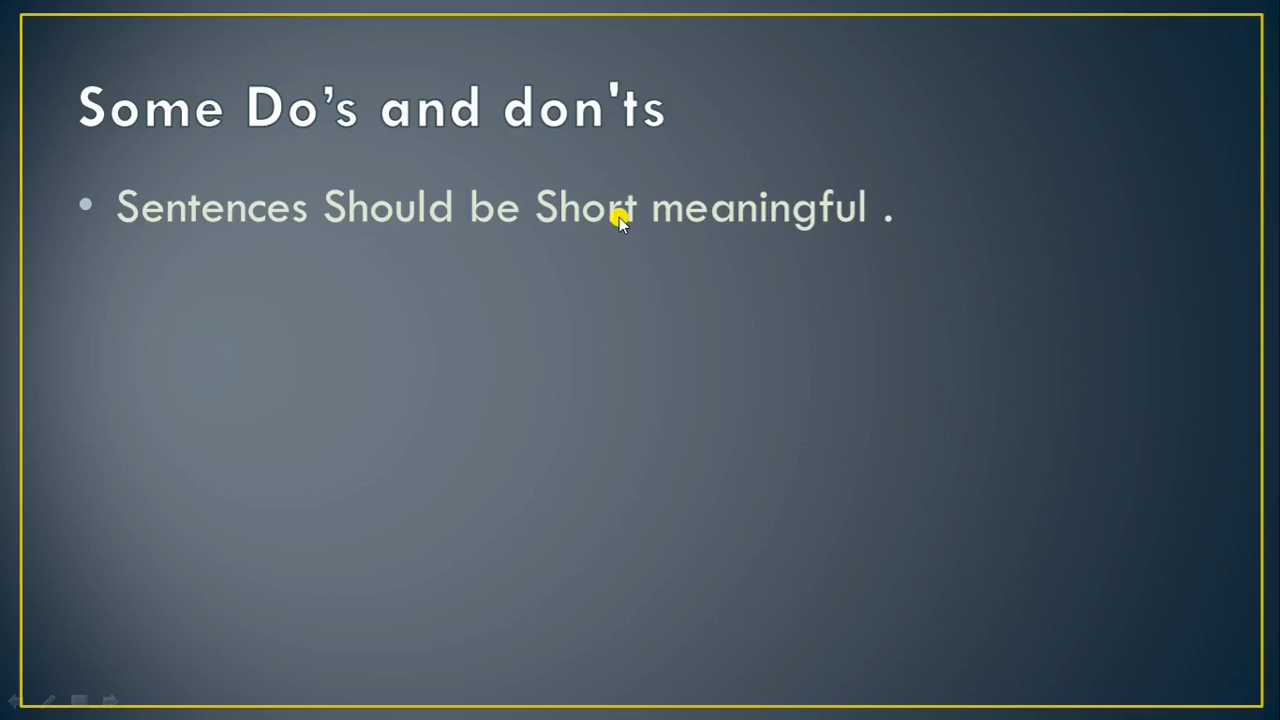 Some Do’s and don'ts
• Sentences Should be Short meaningful .